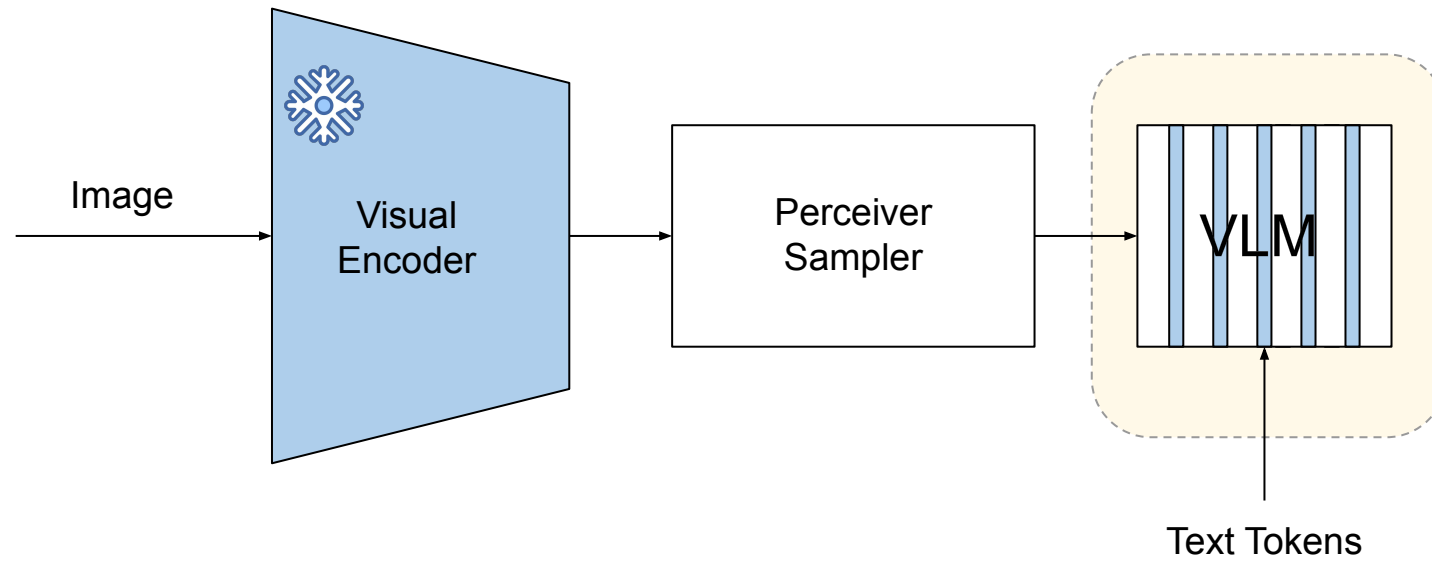 Image
Visual
Encoder
Perceiver
Sampler
VLM
Text Tokens